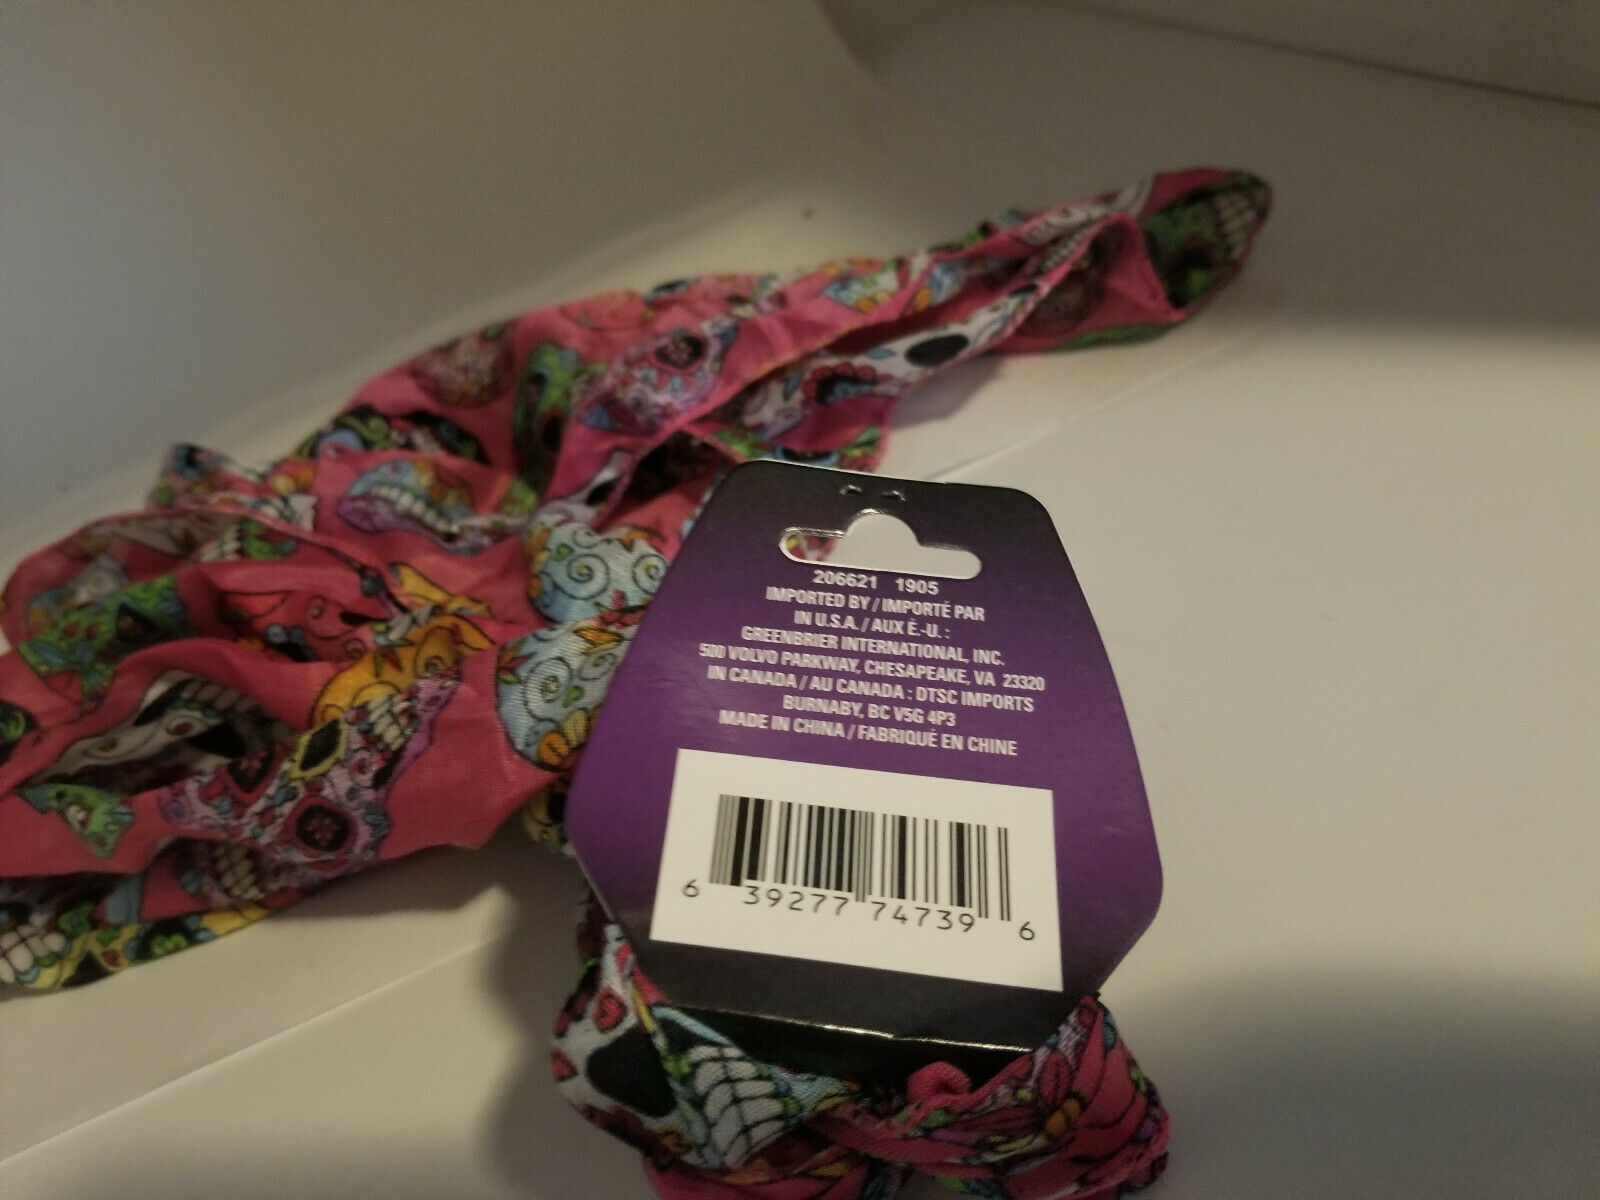 206621 1905
IMPORTED BY / IMPORTÉ PAR
IN U.S.A. / AUX É.-U. :
GREENBRIER INTERNATIONAL, INC.
500 VOLVO PARKWAY, CHESAPEAKE, VA 23320
IN CANADA / AU CANADA : DTSC IMPORTS
BURNABY, BC V5G 4P3
MADE IN CHINA / FABRIQUÉ EN CHINE
6 39277 74739 6